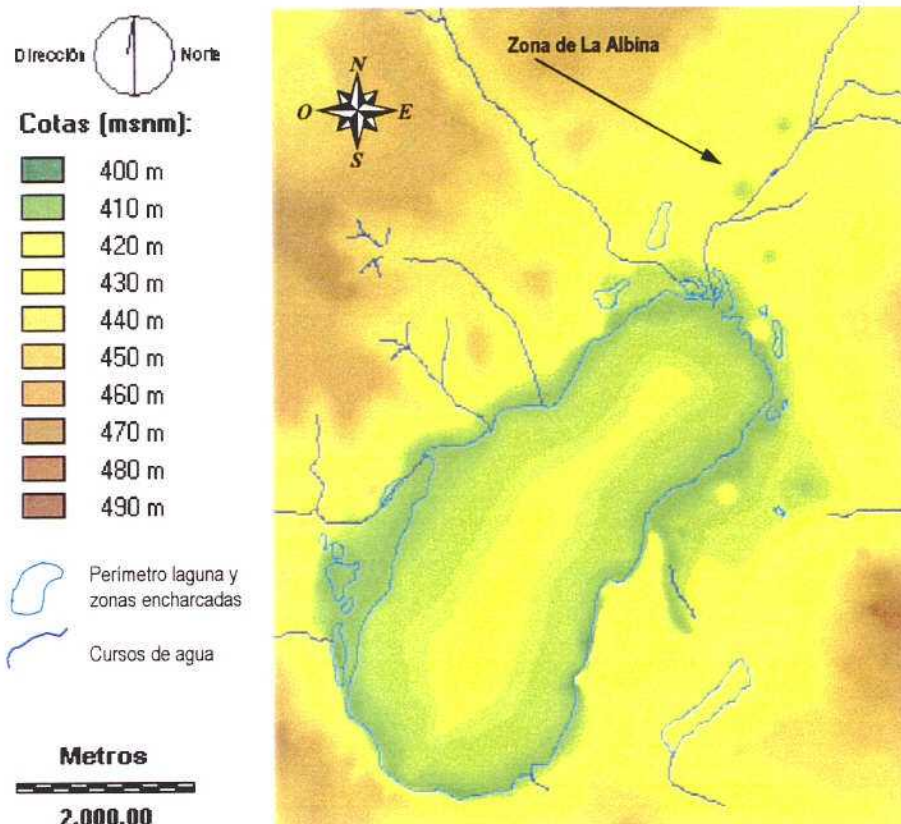 Dirección Norte
Cotas (msnm):
400 m
410 m
420 m
430 m
440 m
450 m
460 m
470 m
480 m
490 m
Perímetro laguna y
zonas encharcadas
Cursos de agua
Metros
2.000.00
Zona de La Albina
N
O E
S